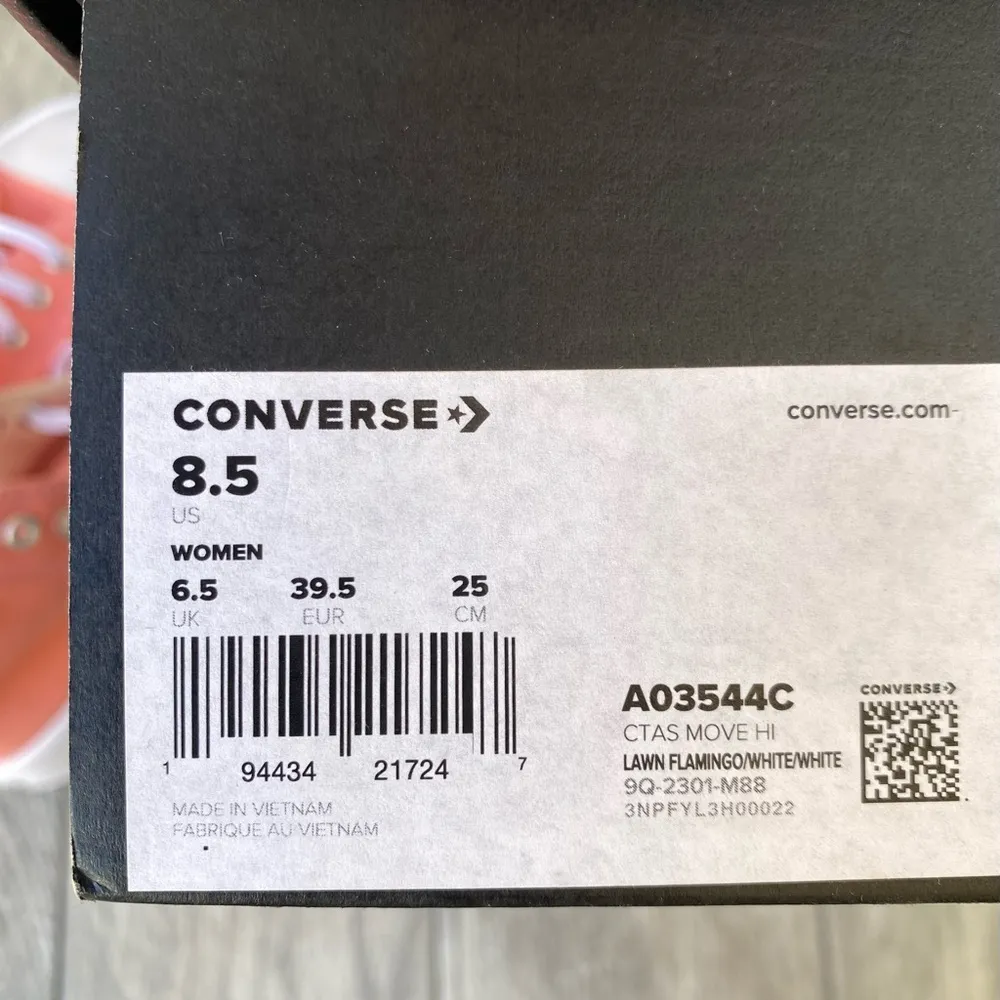 CONVERSE
converse.com
8.5
US
WOMEN
6.5 39.5 25
UK EUR CM
1 94434 21724 7
MADE IN VIETNAM
FABRIQUE AU VIETNAM
A03544C
CTAS MOVE HI
LAWN FLAMINGO/WHITE/WHITE
9Q-2301-M88
3NPFYL3H00022
CONVERSE